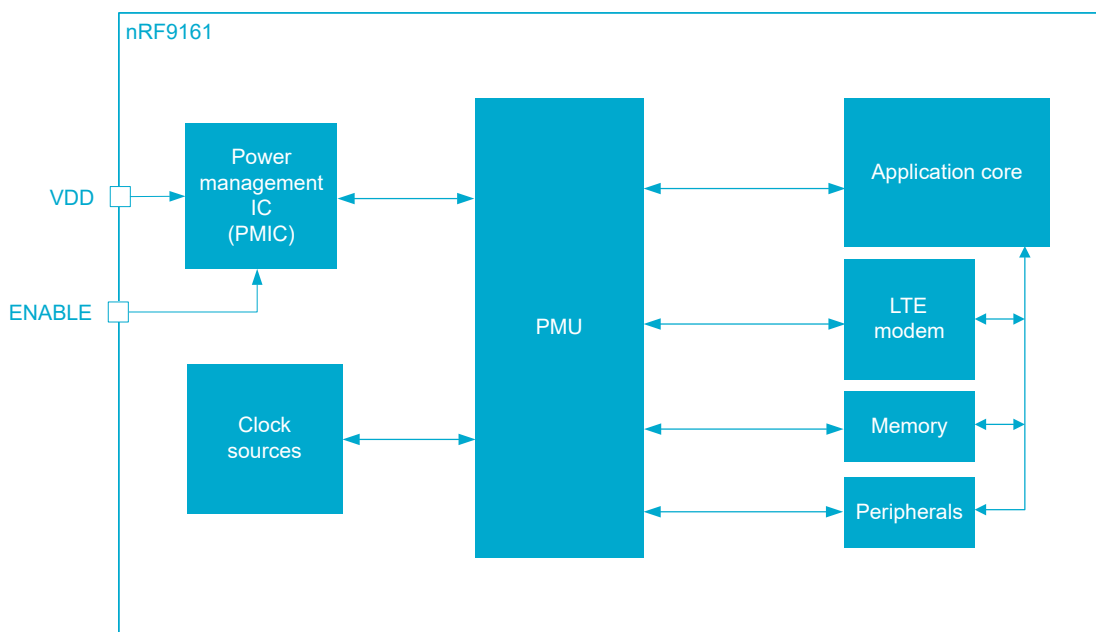 nRF9161
Power
management
IC
(PMIC)
VDD
ENABLE
Clock
sources
PMU
Application core
LTE
modem
Memory
Peripherals